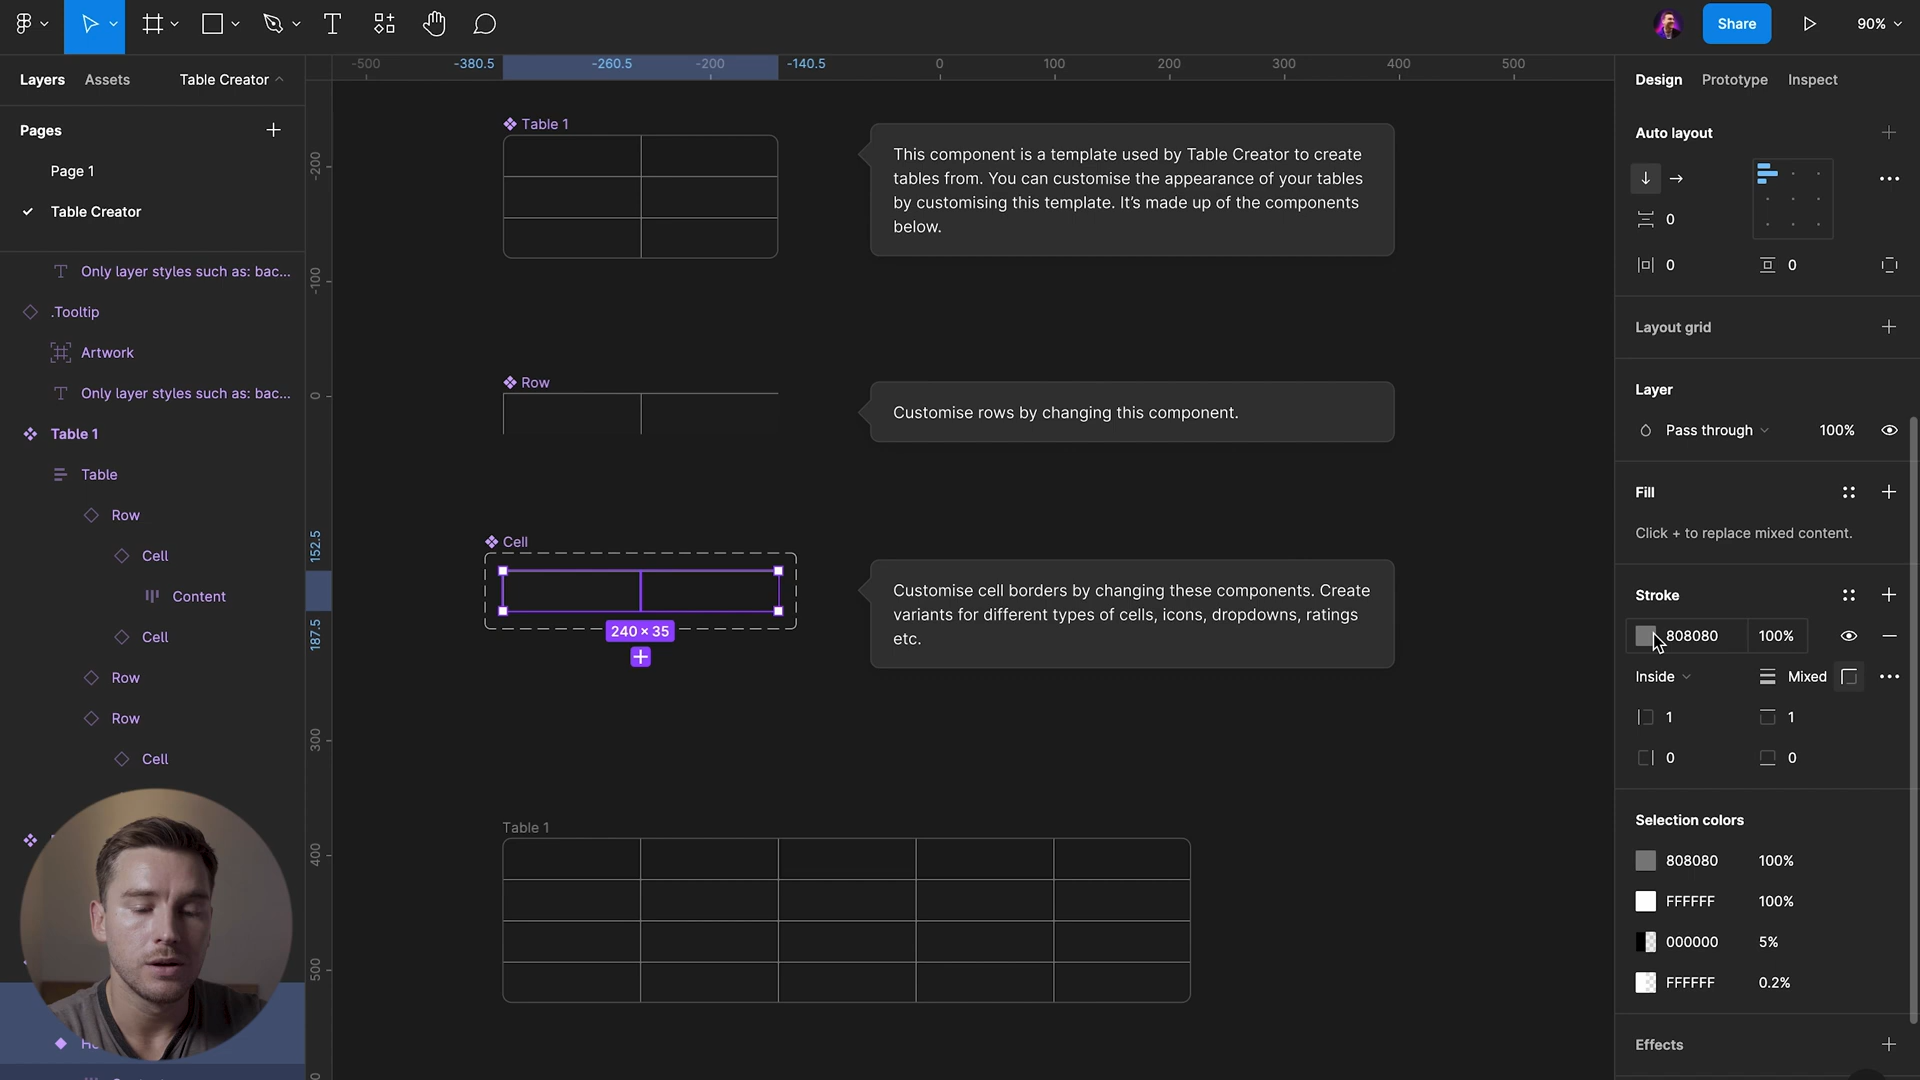 Share
90%
Layers
Assets
Table Creator
Pages
Page 1
Table Creator
Only layer styles such as: bac...
.Tooltip
Artwork
Only layer styles such as: bac...
Table 1
Table
Row
Cell
Content
Cell
Row
Row
Cell
-500
-380.5
-260.5
-200
-140.5
0
100
200
300
400
500
-200
-100
0
152.5
187.5
300
400
500
Table 1
This component is a template used by Table Creator to create
tables from. You can customise the appearance of your tables
by customising this template. It’s made up of the components
below.
Row
Customise rows by changing this component.
Cell
240 × 35
Customise cell borders by changing these components. Create
variants for different types of cells, icons, dropdowns, ratings
etc.
Table 1
Design
Prototype
Inspect
Auto layout
0
0
0
Layout grid
Layer
Pass through
100%
Fill
Click + to replace mixed content.
Stroke
808080
100%
Inside
Mixed
1
1
0
0
Selection colors
808080
100%
FFFFFF
100%
000000
5%
FFFFFF
0.2%
Effects